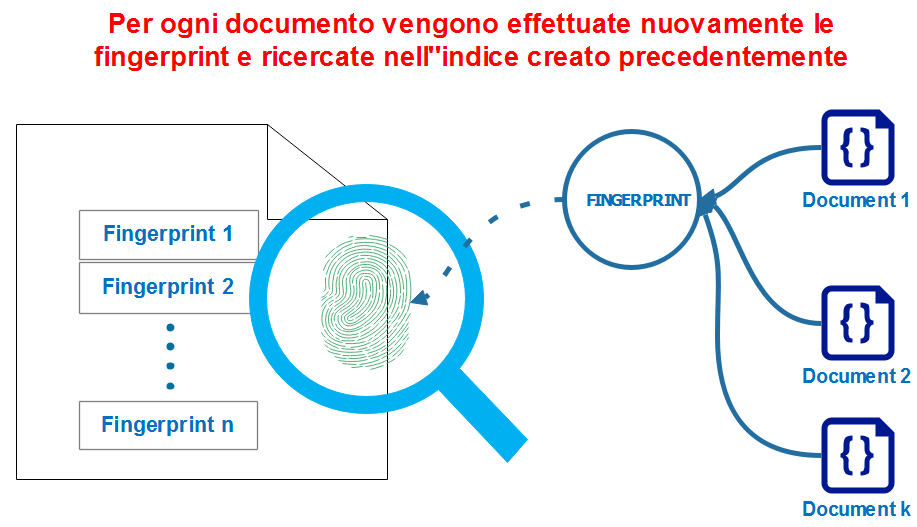 Per ogni documento vengono effettuate nuovamente le
fingerprint e ricercate nell"indice creato precedentemente
Fingerprint 1
Fingerprint 2
Fingerprint n
FINGERPRINT
{}
Document 1
{}
Document 2
{}
Document k